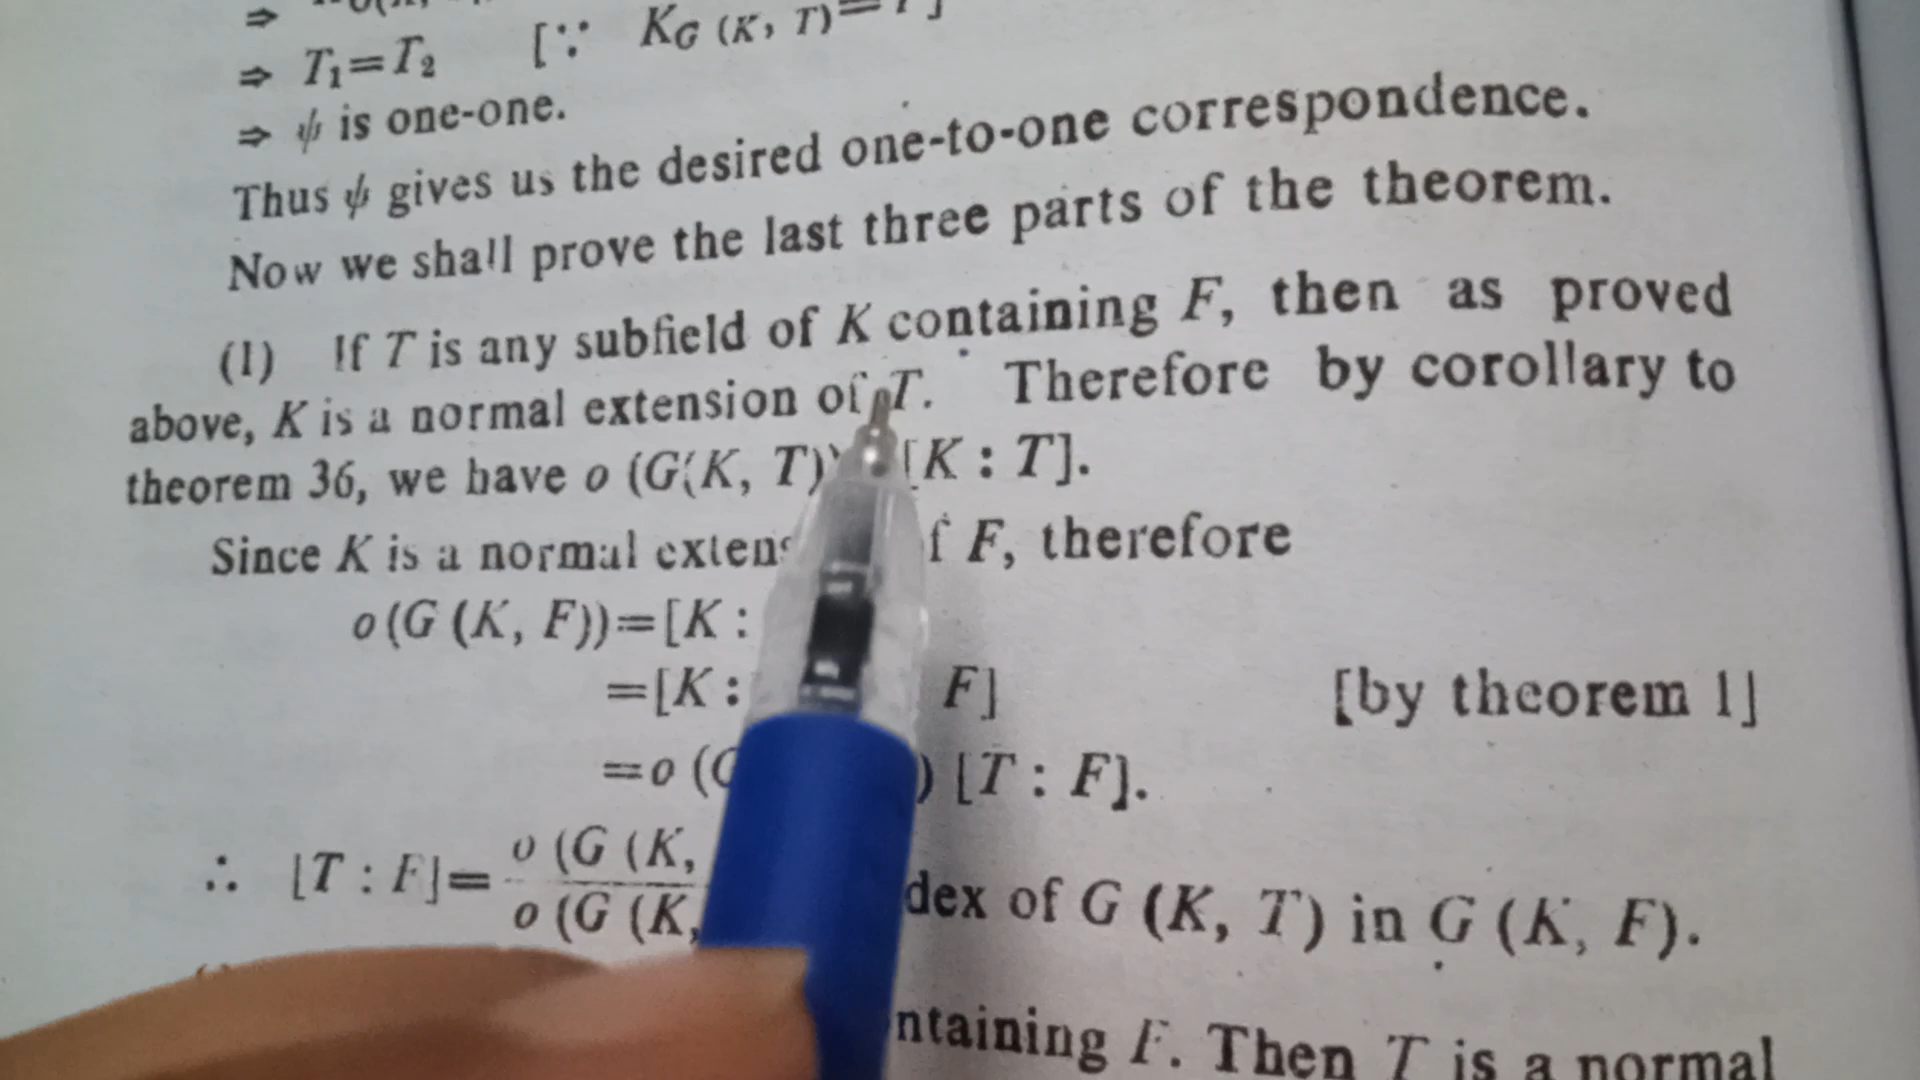 ⇒
⇒ T₁=T₂ [∵ K_G (K, T)=T]
⇒ ψ is one-one.
Thus ψ gives us the desired one-to-one correspondence.
Now we shall prove the last three parts of the theorem.
(1) If T is any subfield of K containing F, then as proved
above, K is a normal extension of T. Therefore by corollary to
theorem 36, we have o (G(K, T)) [K : T].
Since K is a normal F, therefore
o (G (K, F))=[K :
=[K : F] [by theorem 1]
=o ( ) [T : F].
∴ [T : F]= o (G (K, / o (G (K, of G (K, T) in G (K, F).
F. Then T is a normal